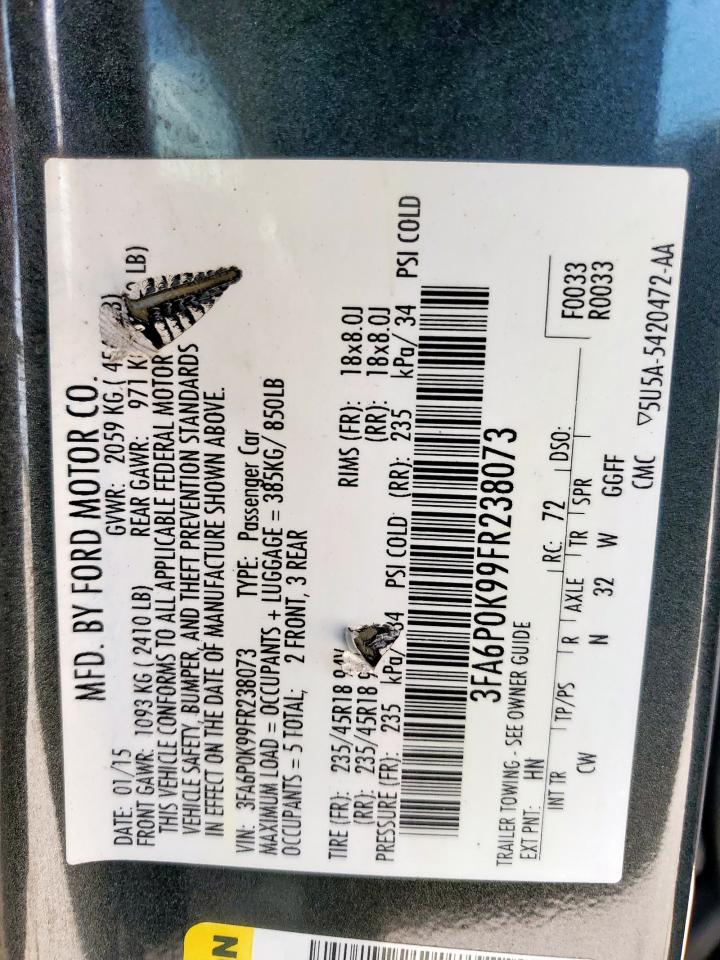 MFD. BY FORD MOTOR CO.
DATE: 01/15 GVWR: 2059 KG.( 45 LB)
FRONT GAWR: 1093 KG ( 2410 LB) REAR GAWR: 971 K
THIS VEHICLE CONFORMS TO ALL APPLICABLE FEDERAL MOTOR
VEHICLE SAFETY, BUMPER, AND THEFT PREVENTION STANDARDS
IN EFFECT ON THE DATE OF MANUFACTURE SHOWN ABOVE.
VIN: 3FA6P0K99FR238073 TYPE: Passenger Car
MAXIMUM LOAD = OCCUPANTS + LUGGAGE = 385KG/ 850LB
OCCUPANTS = 5 TOTAL; 2 FRONT, 3 REAR
TIRE (FR): 235/45R18 RIMS (FR): 18x8.0J
(RR): 235/45R18 (RR): 18x8.0J
PRESSURE (FR): 235 kPa/ 34 PSI COLD (RR): 235 kPa/ 34 PSI COLD
3FA6P0K99FR238073
TRAILER TOWING - SEE OWNER GUIDE
EXT PNT: HN RC: 72 DSO: F0033
R0033
INT TR TP/PS R AXLE TR SPR
CW N 32 W GGFF
CMC ▽5U5A-5420472-AA
N